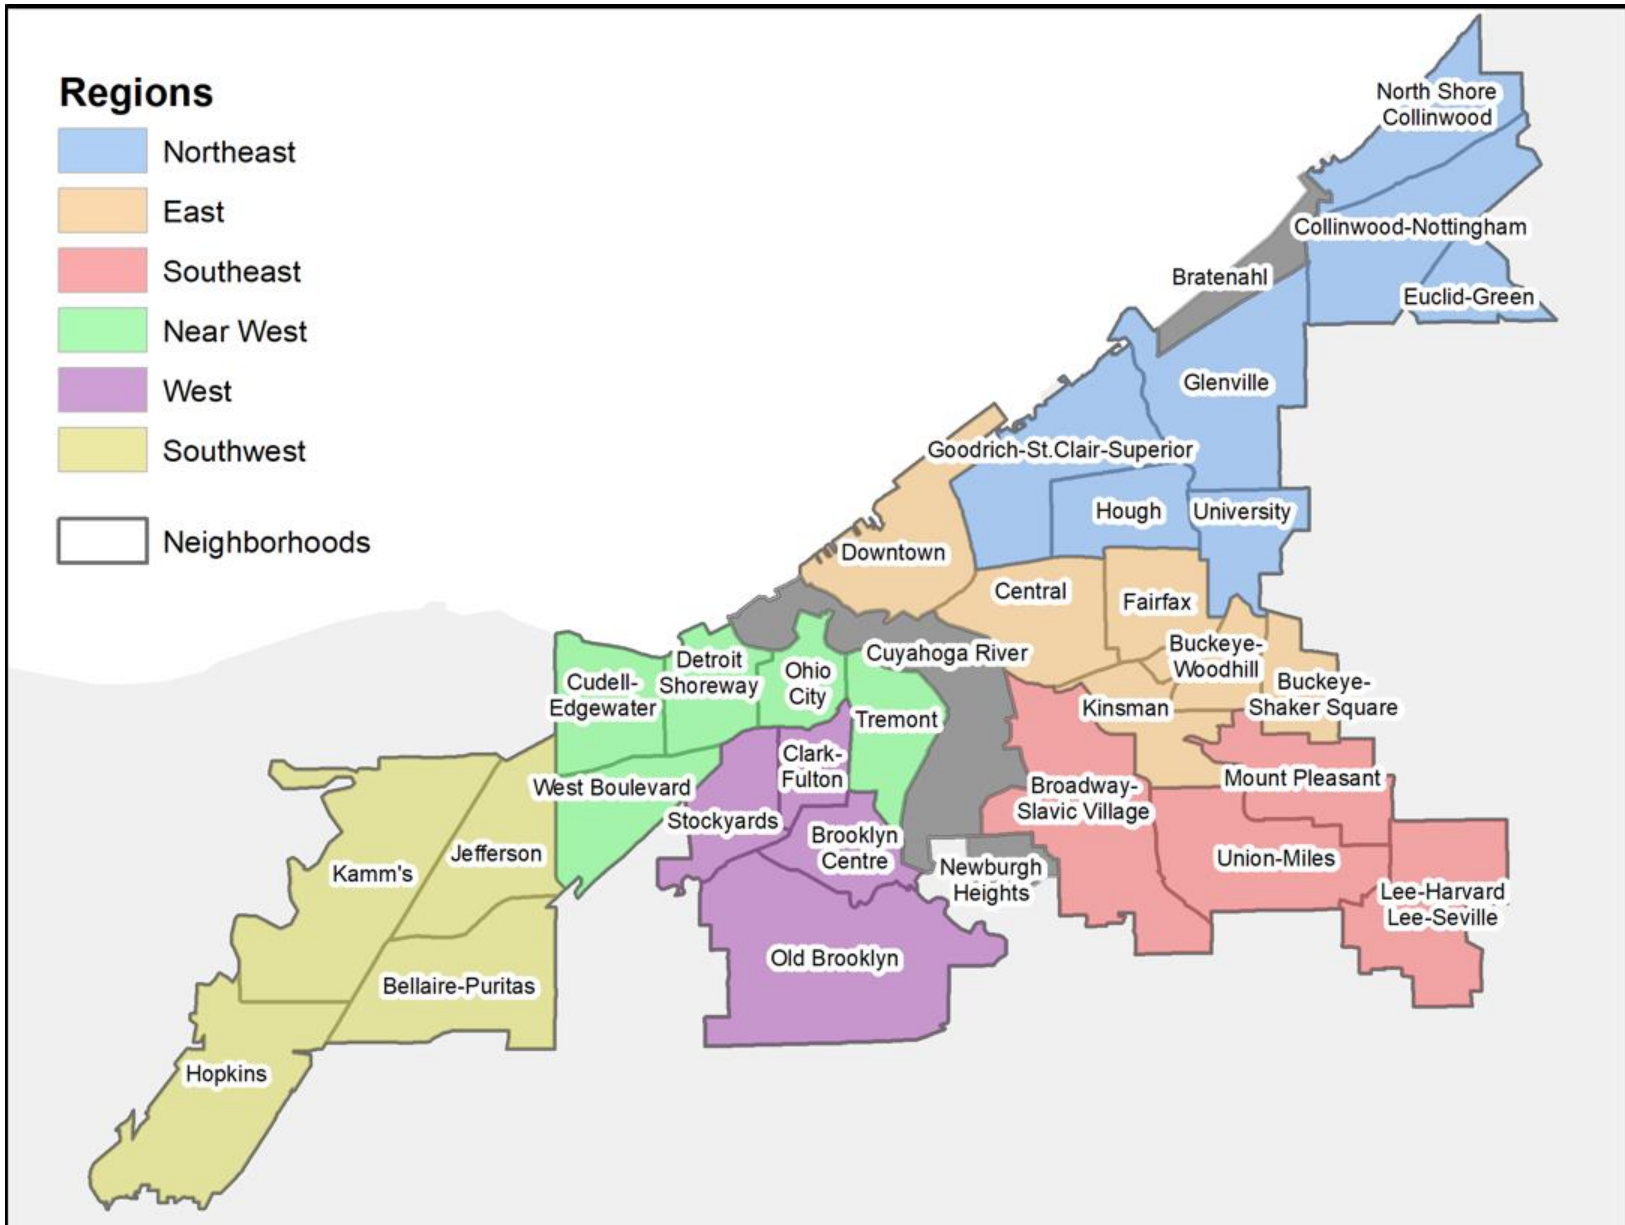 Regions
Northeast
East
Southeast
Near West
West
Southwest
Neighborhoods
North Shore
Collinwood
Collinwood-Nottingham
Bratenahl
Euclid-Green
Glenville
Goodrich-St.Clair-Superior
Hough
University
Downtown
Central
Fairfax
Buckeye-
Woodhill
Cuyahoga River
Detroit
Shoreway
Ohio
City
Cudell-
Edgewater
Buckeye-
Shaker Square
Kinsman
Tremont
Clark-
Fulton
West Boulevard
Mount Pleasant
Broadway-
Slavic Village
Stockyards
Brooklyn
Centre
Jefferson
Kamm's
Newburgh
Heights
Union-Miles
Lee-Harvard
Lee-Seville
Old Brooklyn
Bellaire-Puritas
Hopkins